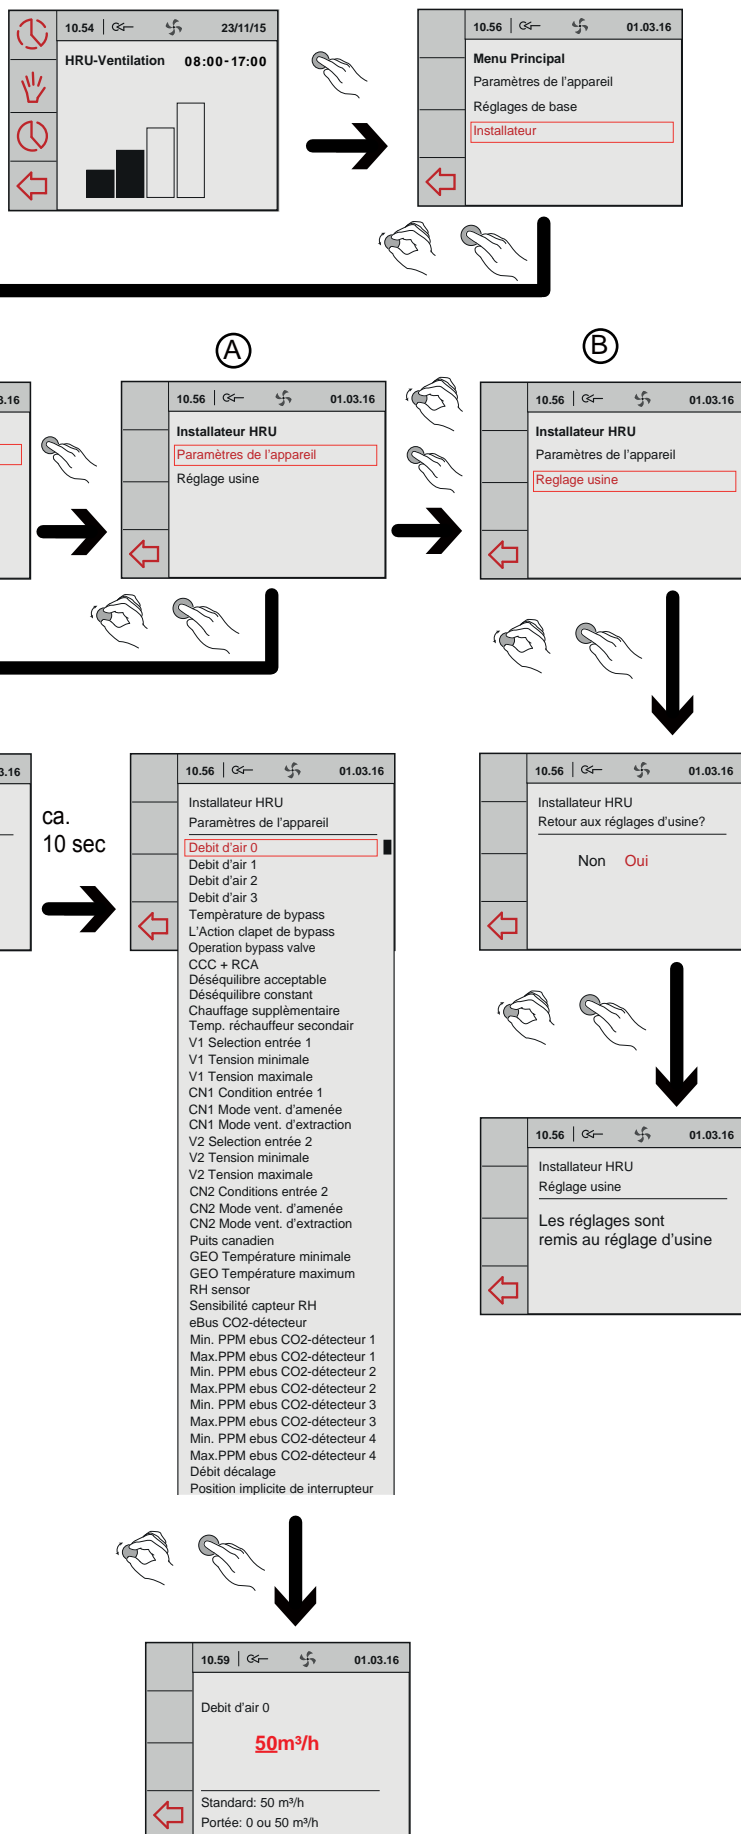 10.54 23/11/15
HRU-Ventilation 08:00-17:00
10.56 01.03.16
Menu Principal
Paramètres de l'appareil
Réglages de base
Installateur
A
B
3.16
10.56 01.03.16
Installateur HRU
Paramètres de l'appareil
Réglage usine
10.56 01.03.16
Installateur HRU
Paramètres de l'appareil
Reglage usine
3.16
ca.
10 sec
10.56 01.03.16
Installateur HRU
Paramètres de l'appareil
Debit d'air 0
Debit d'air 1
Debit d'air 2
Debit d'air 3
Tempèrature de bypass
L'Action clapet de bypass
Operation bypass valve
CCC + RCA
Déséquilibre acceptable
Déséquilibre constant
Chauffage supplèmentaire
Temp. réchauffeur secondair
V1 Selection entrée 1
V1 Tension minimale
V1 Tension maximale
CN1 Condition entrée 1
CN1 Mode vent. d'amenée
CN1 Mode vent. d'extraction
V2 Selection entrée 2
V2 Tension minimale
V2 Tension maximale
CN2 Conditions entrée 2
CN2 Mode vent. d'amenée
CN2 Mode vent. d'extraction
Puits canadien
GEO Température minimale
GEO Température maximum
RH sensor
Sensibilité capteur RH
eBus CO2-détecteur
Min. PPM ebus CO2-détecteur 1
Max.PPM ebus CO2-détecteur 1
Min. PPM ebus CO2-détecteur 2
Max.PPM ebus CO2-détecteur 2
Min. PPM ebus CO2-détecteur 3
Max.PPM ebus CO2-détecteur 3
Min. PPM ebus CO2-détecteur 4
Max.PPM ebus CO2-détecteur 4
Débit décalage
Position implicite de interrupteur
10.56 01.03.16
Installateur HRU
Retour aux réglages d'usine?
Non Oui
10.56 01.03.16
Installateur HRU
Réglage usine
Les réglages sont
remis au réglage d'usine
10.59 01.03.16
Debit d'air 0
50m³/h
Standard: 50 m³/h
Portée: 0 ou 50 m³/h